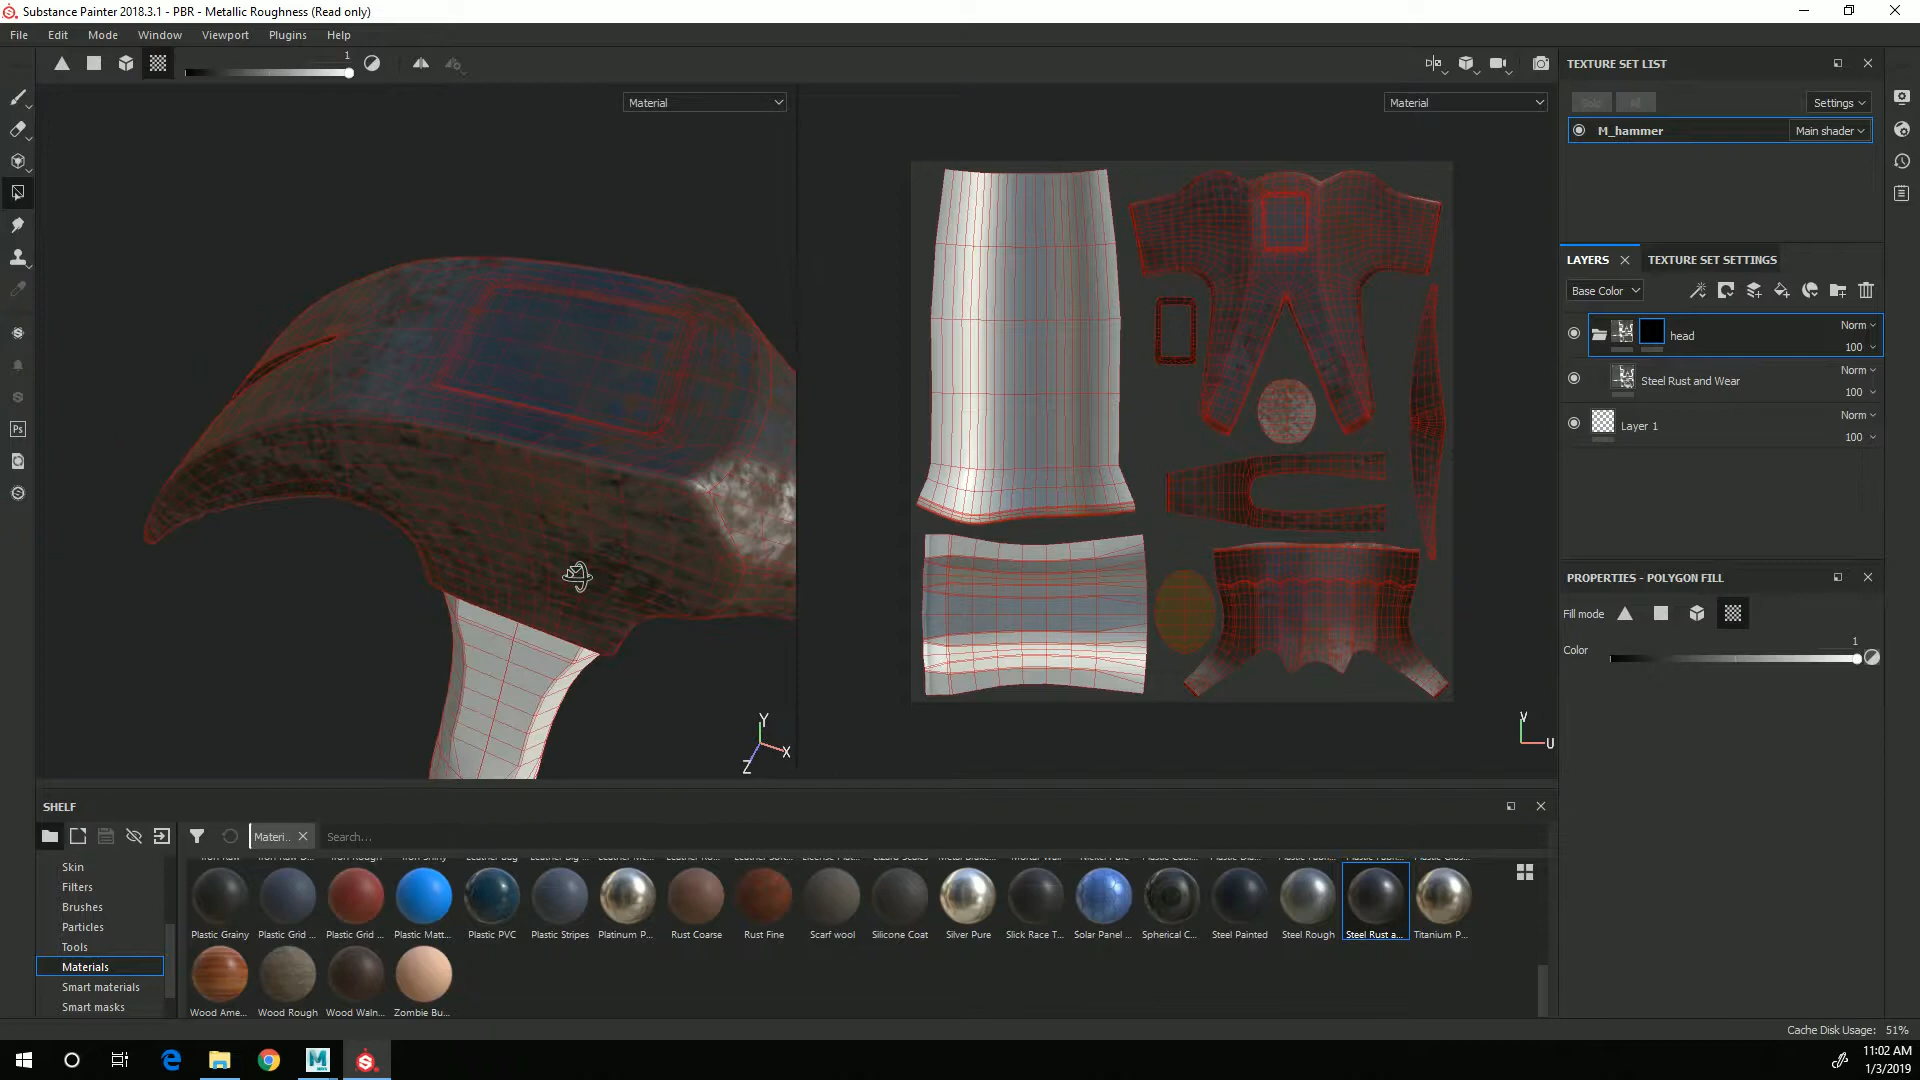 Substance Painter 2018.3.1 - PBR - Metallic Roughness (Read only)
File Edit Mode Window Viewport Plugins Help
1
Material
Material
TEXTURE SET LIST
Settings
M_hammer Main shader
LAYERS TEXTURE SET SETTINGS
Base Color
head Norm 100
Steel Rust and Wear Norm 100
Layer 1 Norm 100
PROPERTIES - POLYGON FILL
Fill mode
Color 1
Y X Z
V U
SHELF
Materi.. Search...
Skin
Filters
Brushes
Particles
Tools
Materials
Smart materials
Smart masks
Plastic Grainy Plastic Grid ... Plastic Grid ... Plastic Matt... Plastic PVC Plastic Stripes Platinum P... Rust Coarse Rust Fine Scarf wool Silicone Coat Silver Pure Slick Race T... Solar Panel ... Spherical C... Steel Painted Steel Rough Steel Rust a... Titanium P...
Wood Ame... Wood Rough Wood Waln... Zombie Bu...
Cache Disk Usage: 51%
Ps
11:02 AM
1/3/2019